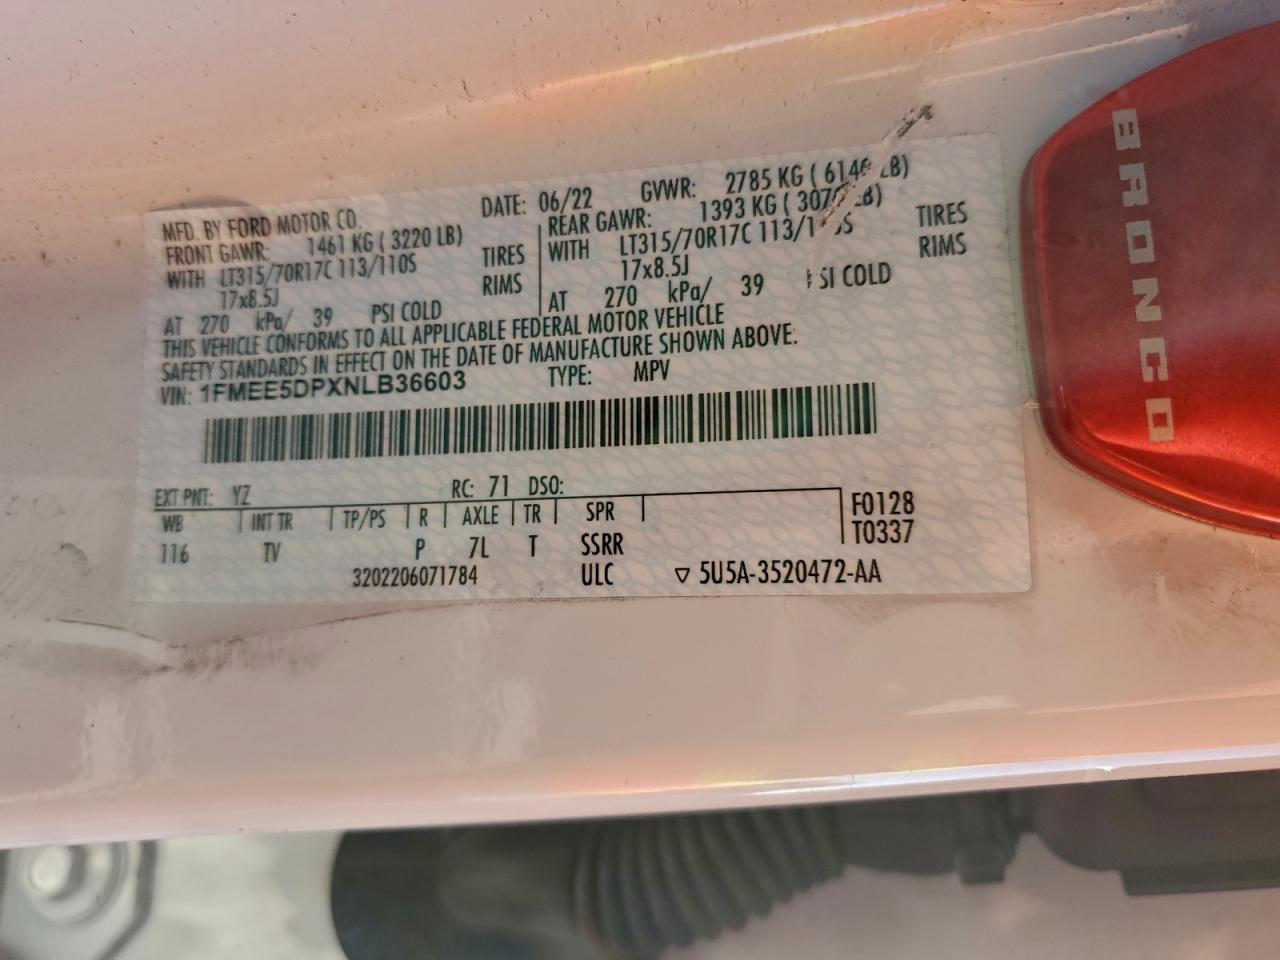 MFD. BY FORD MOTOR CO. DATE: 06/22 GVWR: 2785 KG ( 6140 LB)
FRONT GAWR: 1461 KG ( 3220 LB) REAR GAWR: 1393 KG ( 3070 LB)
WITH LT315/70R17C 113/110S TIRES WITH LT315/70R17C 113/110S TIRES
17x8.5J RIMS 17x8.5J RIMS
AT 270 kPa/ 39 PSI COLD AT 270 kPa/ 39 PSI COLD
THIS VEHICLE CONFORMS TO ALL APPLICABLE FEDERAL MOTOR VEHICLE
SAFETY STANDARDS IN EFFECT ON THE DATE OF MANUFACTURE SHOWN ABOVE.
VIN: 1FMEE5DPXNLB36603 TYPE: MPV
EXT PNT: YZ RC: 71 DSO:
WB INT TR TP/PS R AXLE TR SPR F0128
116 TV P 7L T SSRR T0337
3202206071784 ULC ▽ 5U5A-3520472-AA
BRONCO